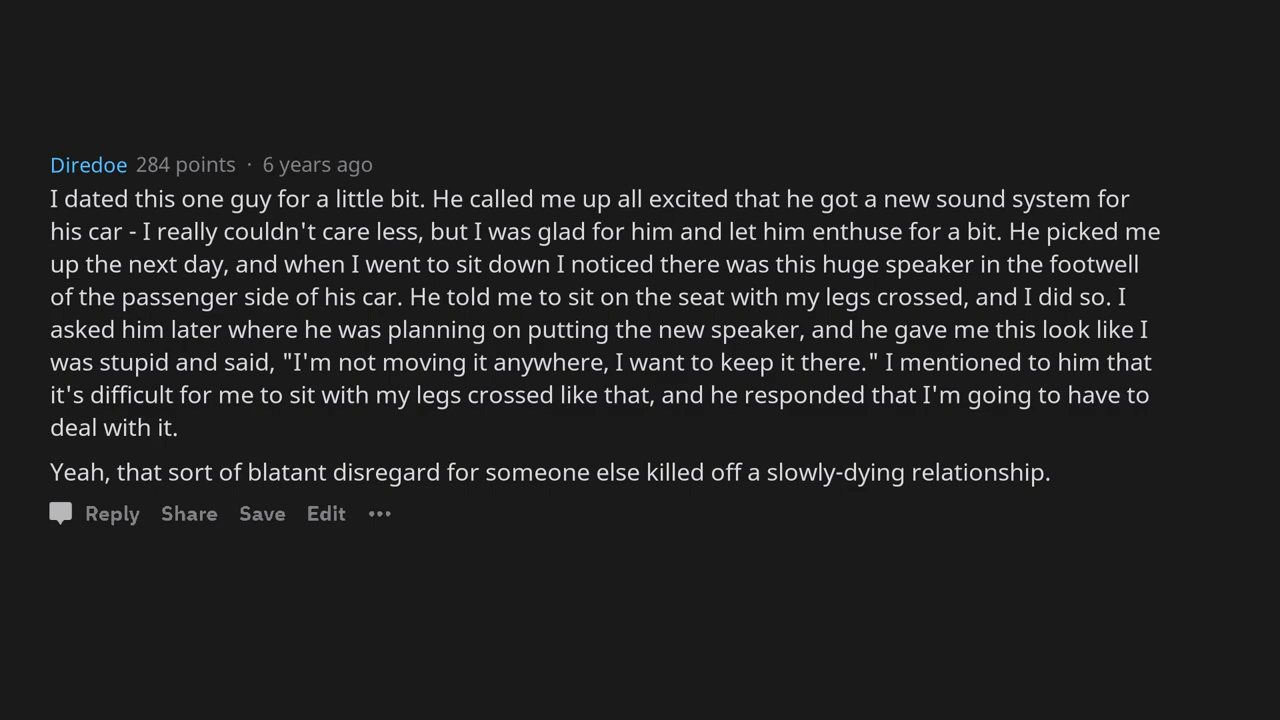 Diredoe 284 points · 6 years ago
I dated this one guy for a little bit. He called me up all excited that he got a new sound system for
his car - I really couldn't care less, but I was glad for him and let him enthuse for a bit. He picked me
up the next day, and when I went to sit down I noticed there was this huge speaker in the footwell
of the passenger side of his car. He told me to sit on the seat with my legs crossed, and I did so. I
asked him later where he was planning on putting the new speaker, and he gave me this look like I
was stupid and said, "I'm not moving it anywhere, I want to keep it there." I mentioned to him that
it's difficult for me to sit with my legs crossed like that, and he responded that I'm going to have to
deal with it.
Yeah, that sort of blatant disregard for someone else killed off a slowly-dying relationship.
Reply Share Save Edit •••